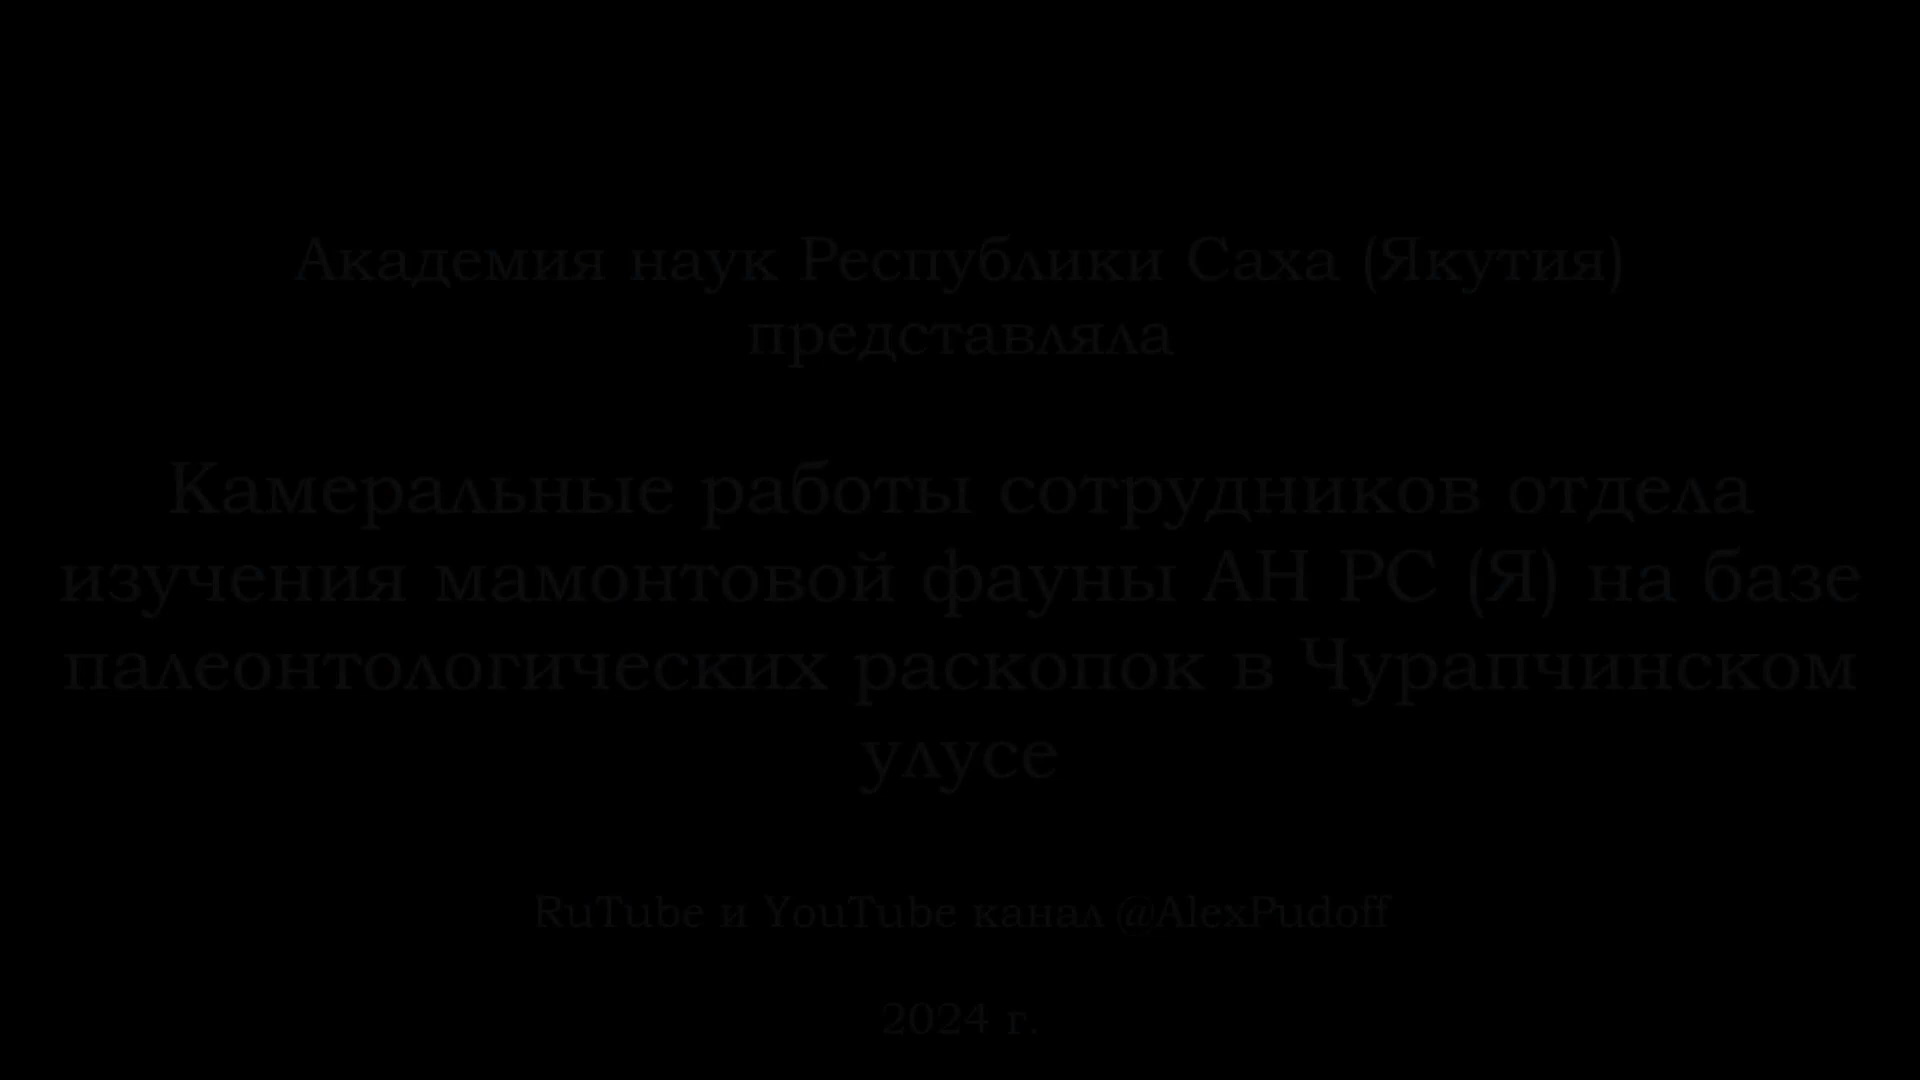 Академия наук Республики Саха (Якутия)
представляла
Камеральные работы сотрудников отдела
изучения мамонтовой фауны АН РС (Я) на базе
палеонтологических раскопок в Чурапчинском
улусе
RuTube и YouTube канал @AlexPudoff
2024 г.